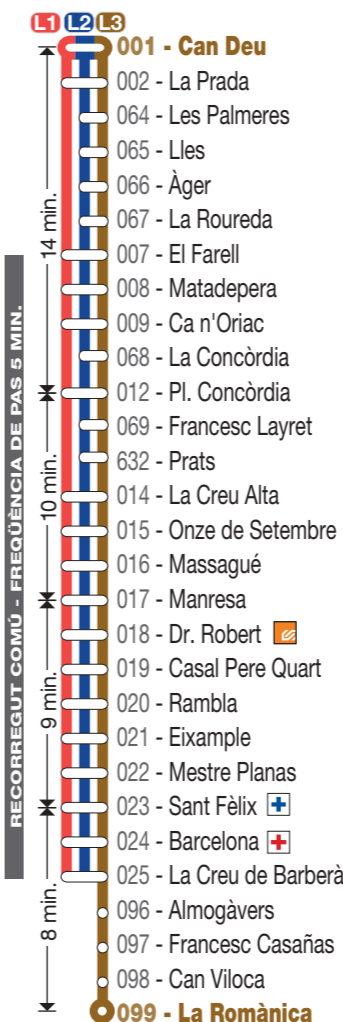 L1 L2 L3
001 - Can Deu
002 - La Prada
064 - Les Palmeres
065 - Lles
066 - Àger
067 - La Roureda
007 - El Farell
008 - Matadepera
009 - Ca n'Oriac
068 - La Concòrdia
012 - Pl. Concòrdia
069 - Francesc Layret
632 - Prats
014 - La Creu Alta
015 - Onze de Setembre
016 - Massagué
017 - Manresa
018 - Dr. Robert
019 - Casal Pere Quart
020 - Rambla
021 - Eixample
022 - Mestre Planas
023 - Sant Fèlix
024 - Barcelona
025 - La Creu de Barberà
096 - Almogàvers
097 - Francesc Casañas
098 - Can Viloca
099 - La Romànica
14 min.
10 min.
9 min.
8 min.
RECORREGUT COMÚ - FREQÜÈNCIA DE PAS 5 MIN.